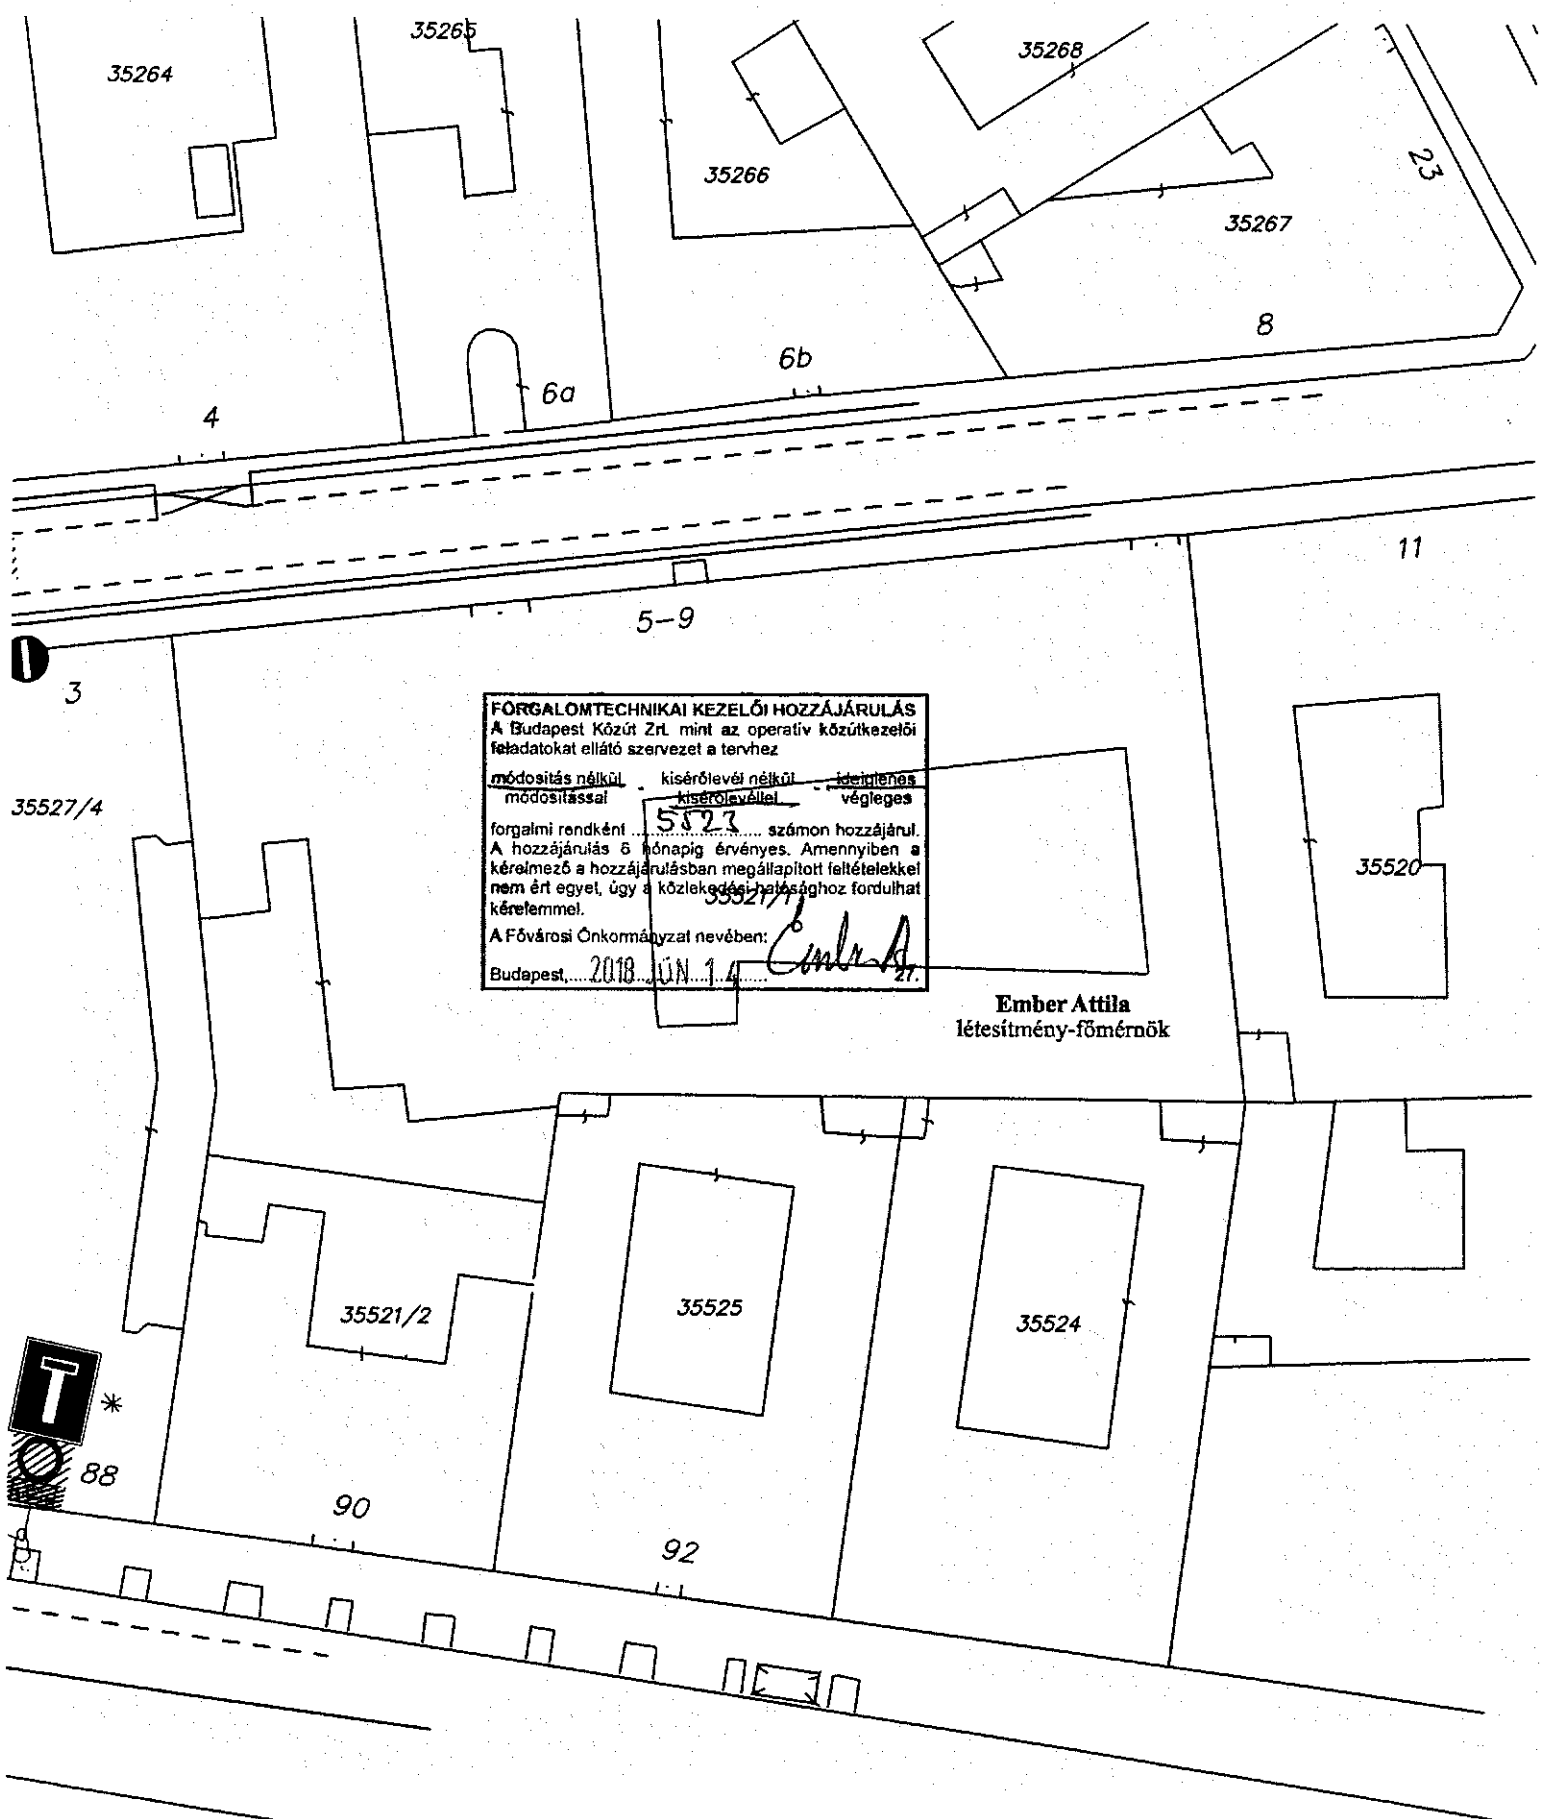 35264
35265
35268
35266
23
35267
8
6b
6a
4
11
5-9
3
FORGALOMTECHNIKAI KEZELŐI HOZZÁJÁRULÁS
A Budapest Közút Zrt. mint az operatív közútkezelői
feladatokat ellátó szervezet a tervhez
módosítás nélkül - kisérőlevél nélkül - ideiglenes
módosítással kisérőlevéllel végleges
forgalmi rendként ..... 5523 ..... számon hozzájárul.
A hozzájárulás 6 hónapig érvényes. Amennyiben a
kérelmező a hozzájárulásban megállapított feltételekkel
nem ért egyet, úgy a közlekedési hatósághoz fordulhat
kérelemmel.
35521/1
A Fővárosi Önkormányzat nevében:
Budapest, 2018 JÚN 14. 27.
Ember Attila
létesítmény-főmérnök
35527/4
35520
35521/2
35525
35524
T
*
88
90
92